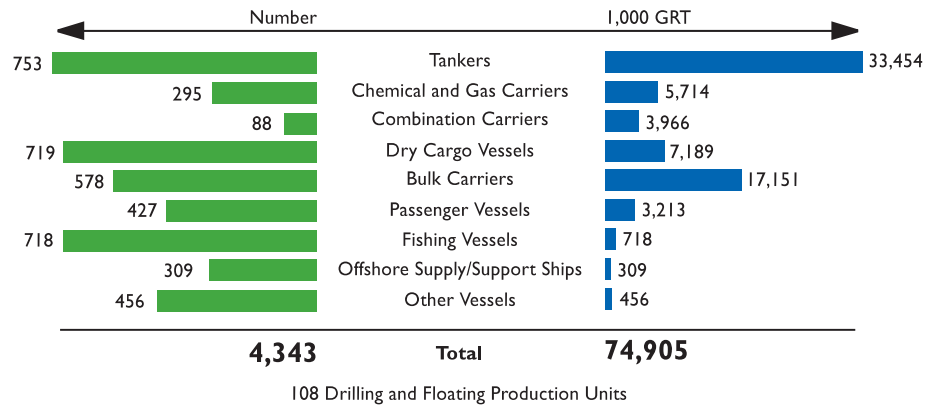 Number 1,000 GRT
753 Tankers 33,454
295 Chemical and Gas Carriers 5,714
88 Combination Carriers 3,966
719 Dry Cargo Vessels 7,189
578 Bulk Carriers 17,151
427 Passenger Vessels 3,213
718 Fishing Vessels 718
309 Offshore Supply/Support Ships 309
456 Other Vessels 456
4,343 Total 74,905
108 Drilling and Floating Production Units